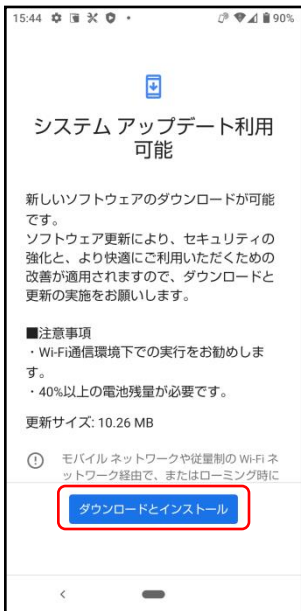 15:44
90%
システム アップデート利用
可能
新しいソフトウェアのダウンロードが可能
です。
ソフトウェア更新により、セキュリティの
強化と、より快適にご利用いただくための
改善が適用されますので、ダウンロードと
更新の実施をお願いします。
■注意事項
・Wi-Fi通信環境下での実行をお勧めしま
す。
・40%以上の電池残量が必要です。
更新サイズ: 10.26 MB
モバイル ネットワークや従量制の Wi-Fi ネ
ットワーク経由で、またはローミング時に
ダウンロードとインストール